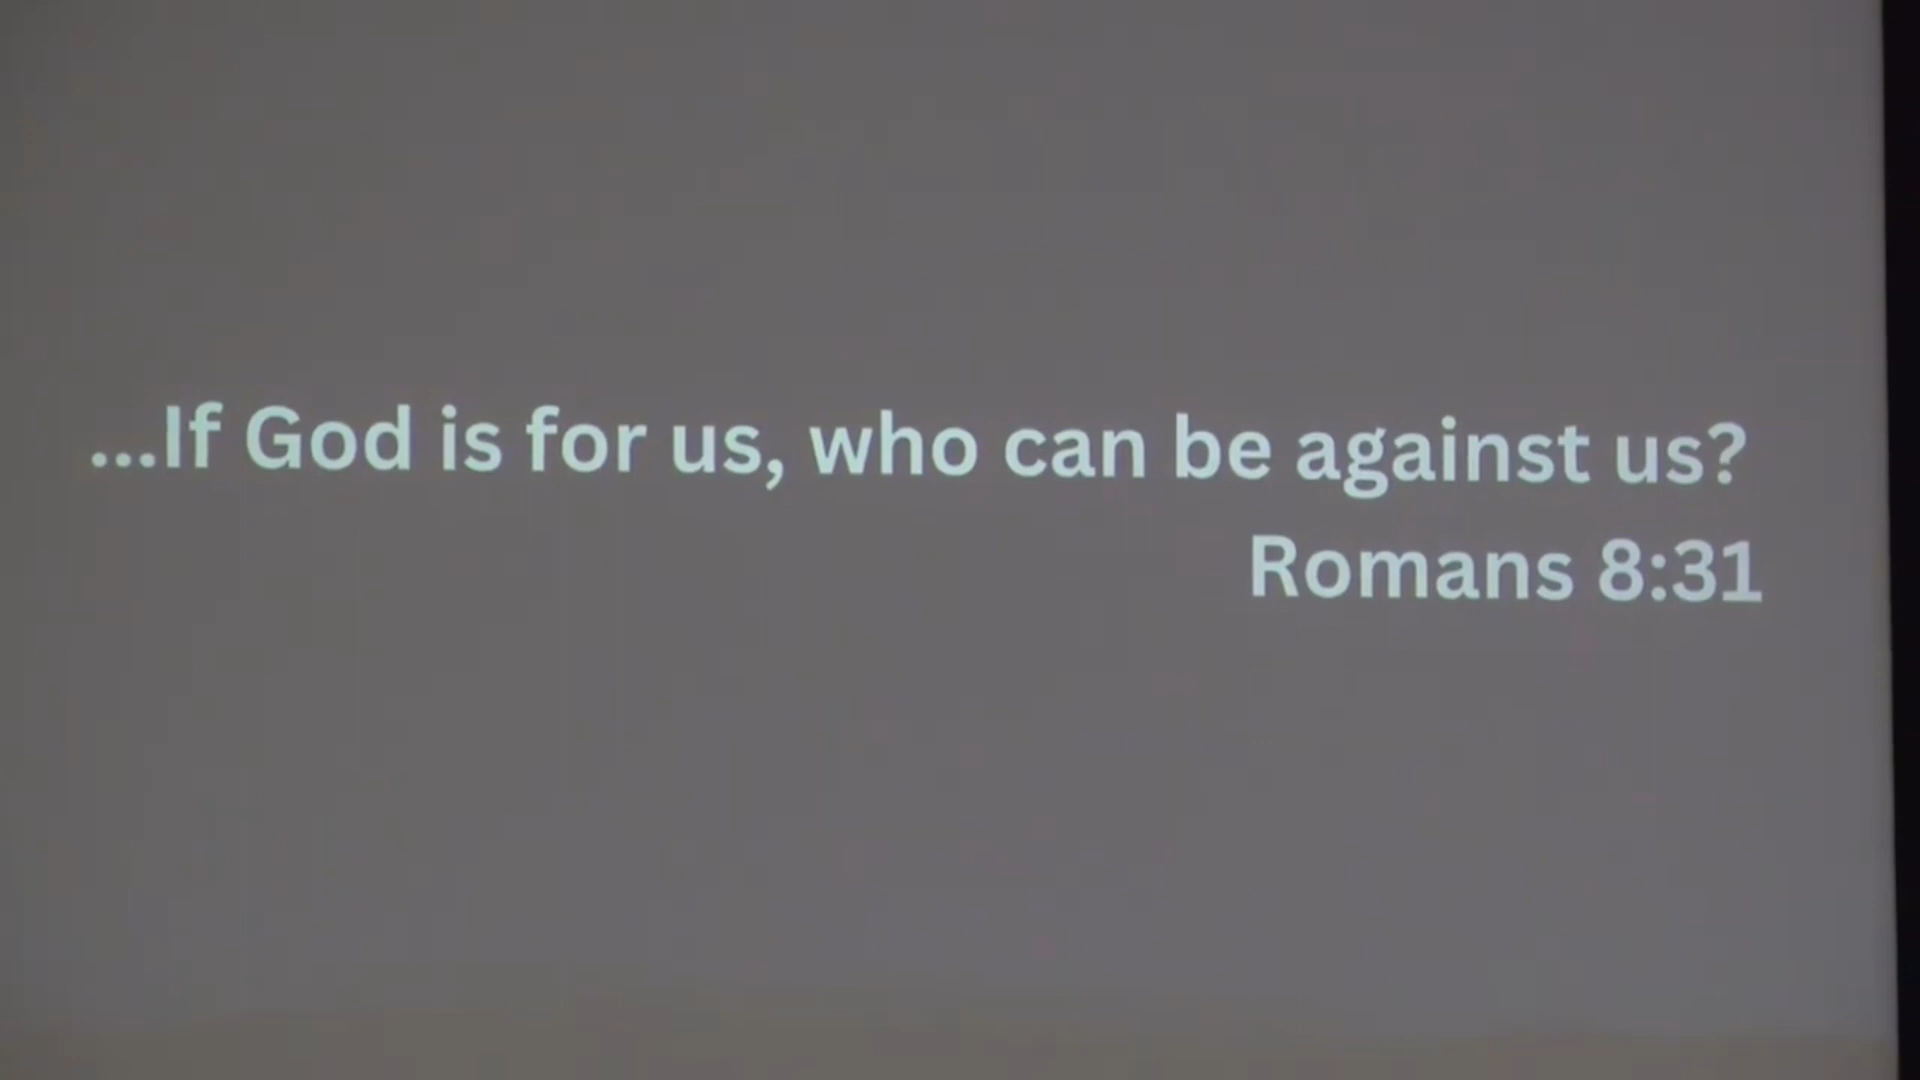 ...If God is for us, who can be against us?
Romans 8:31